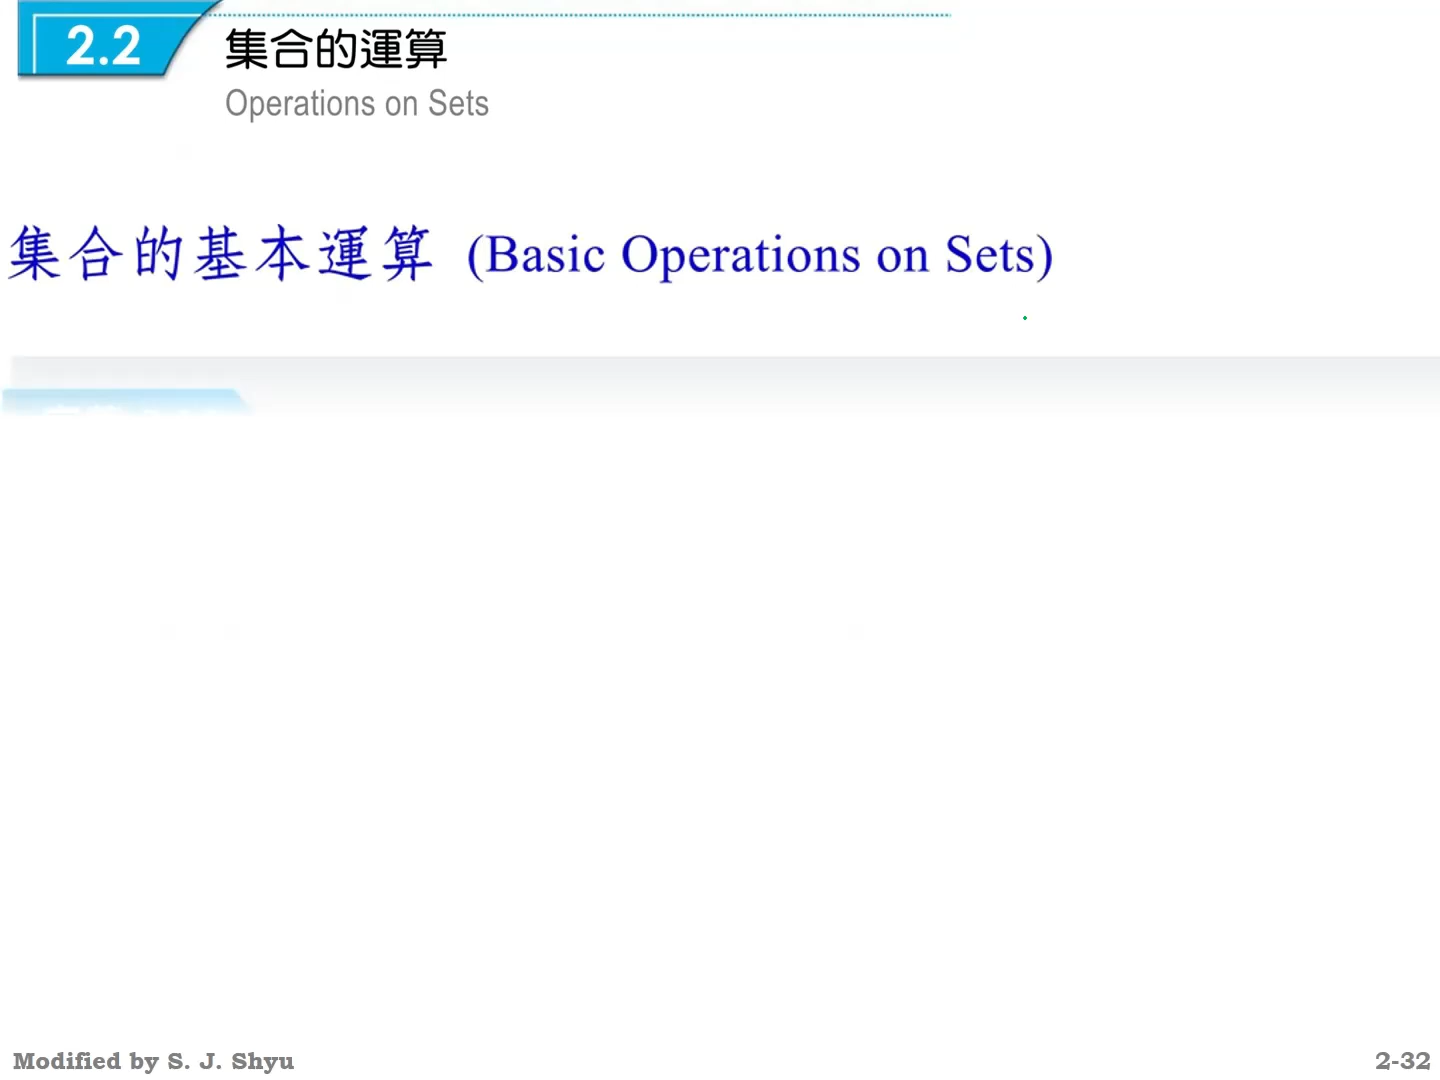 2.2 集合的運算
Operations on Sets
集合的基本運算 (Basic Operations on Sets)
Modified by S. J. Shyu
2-32